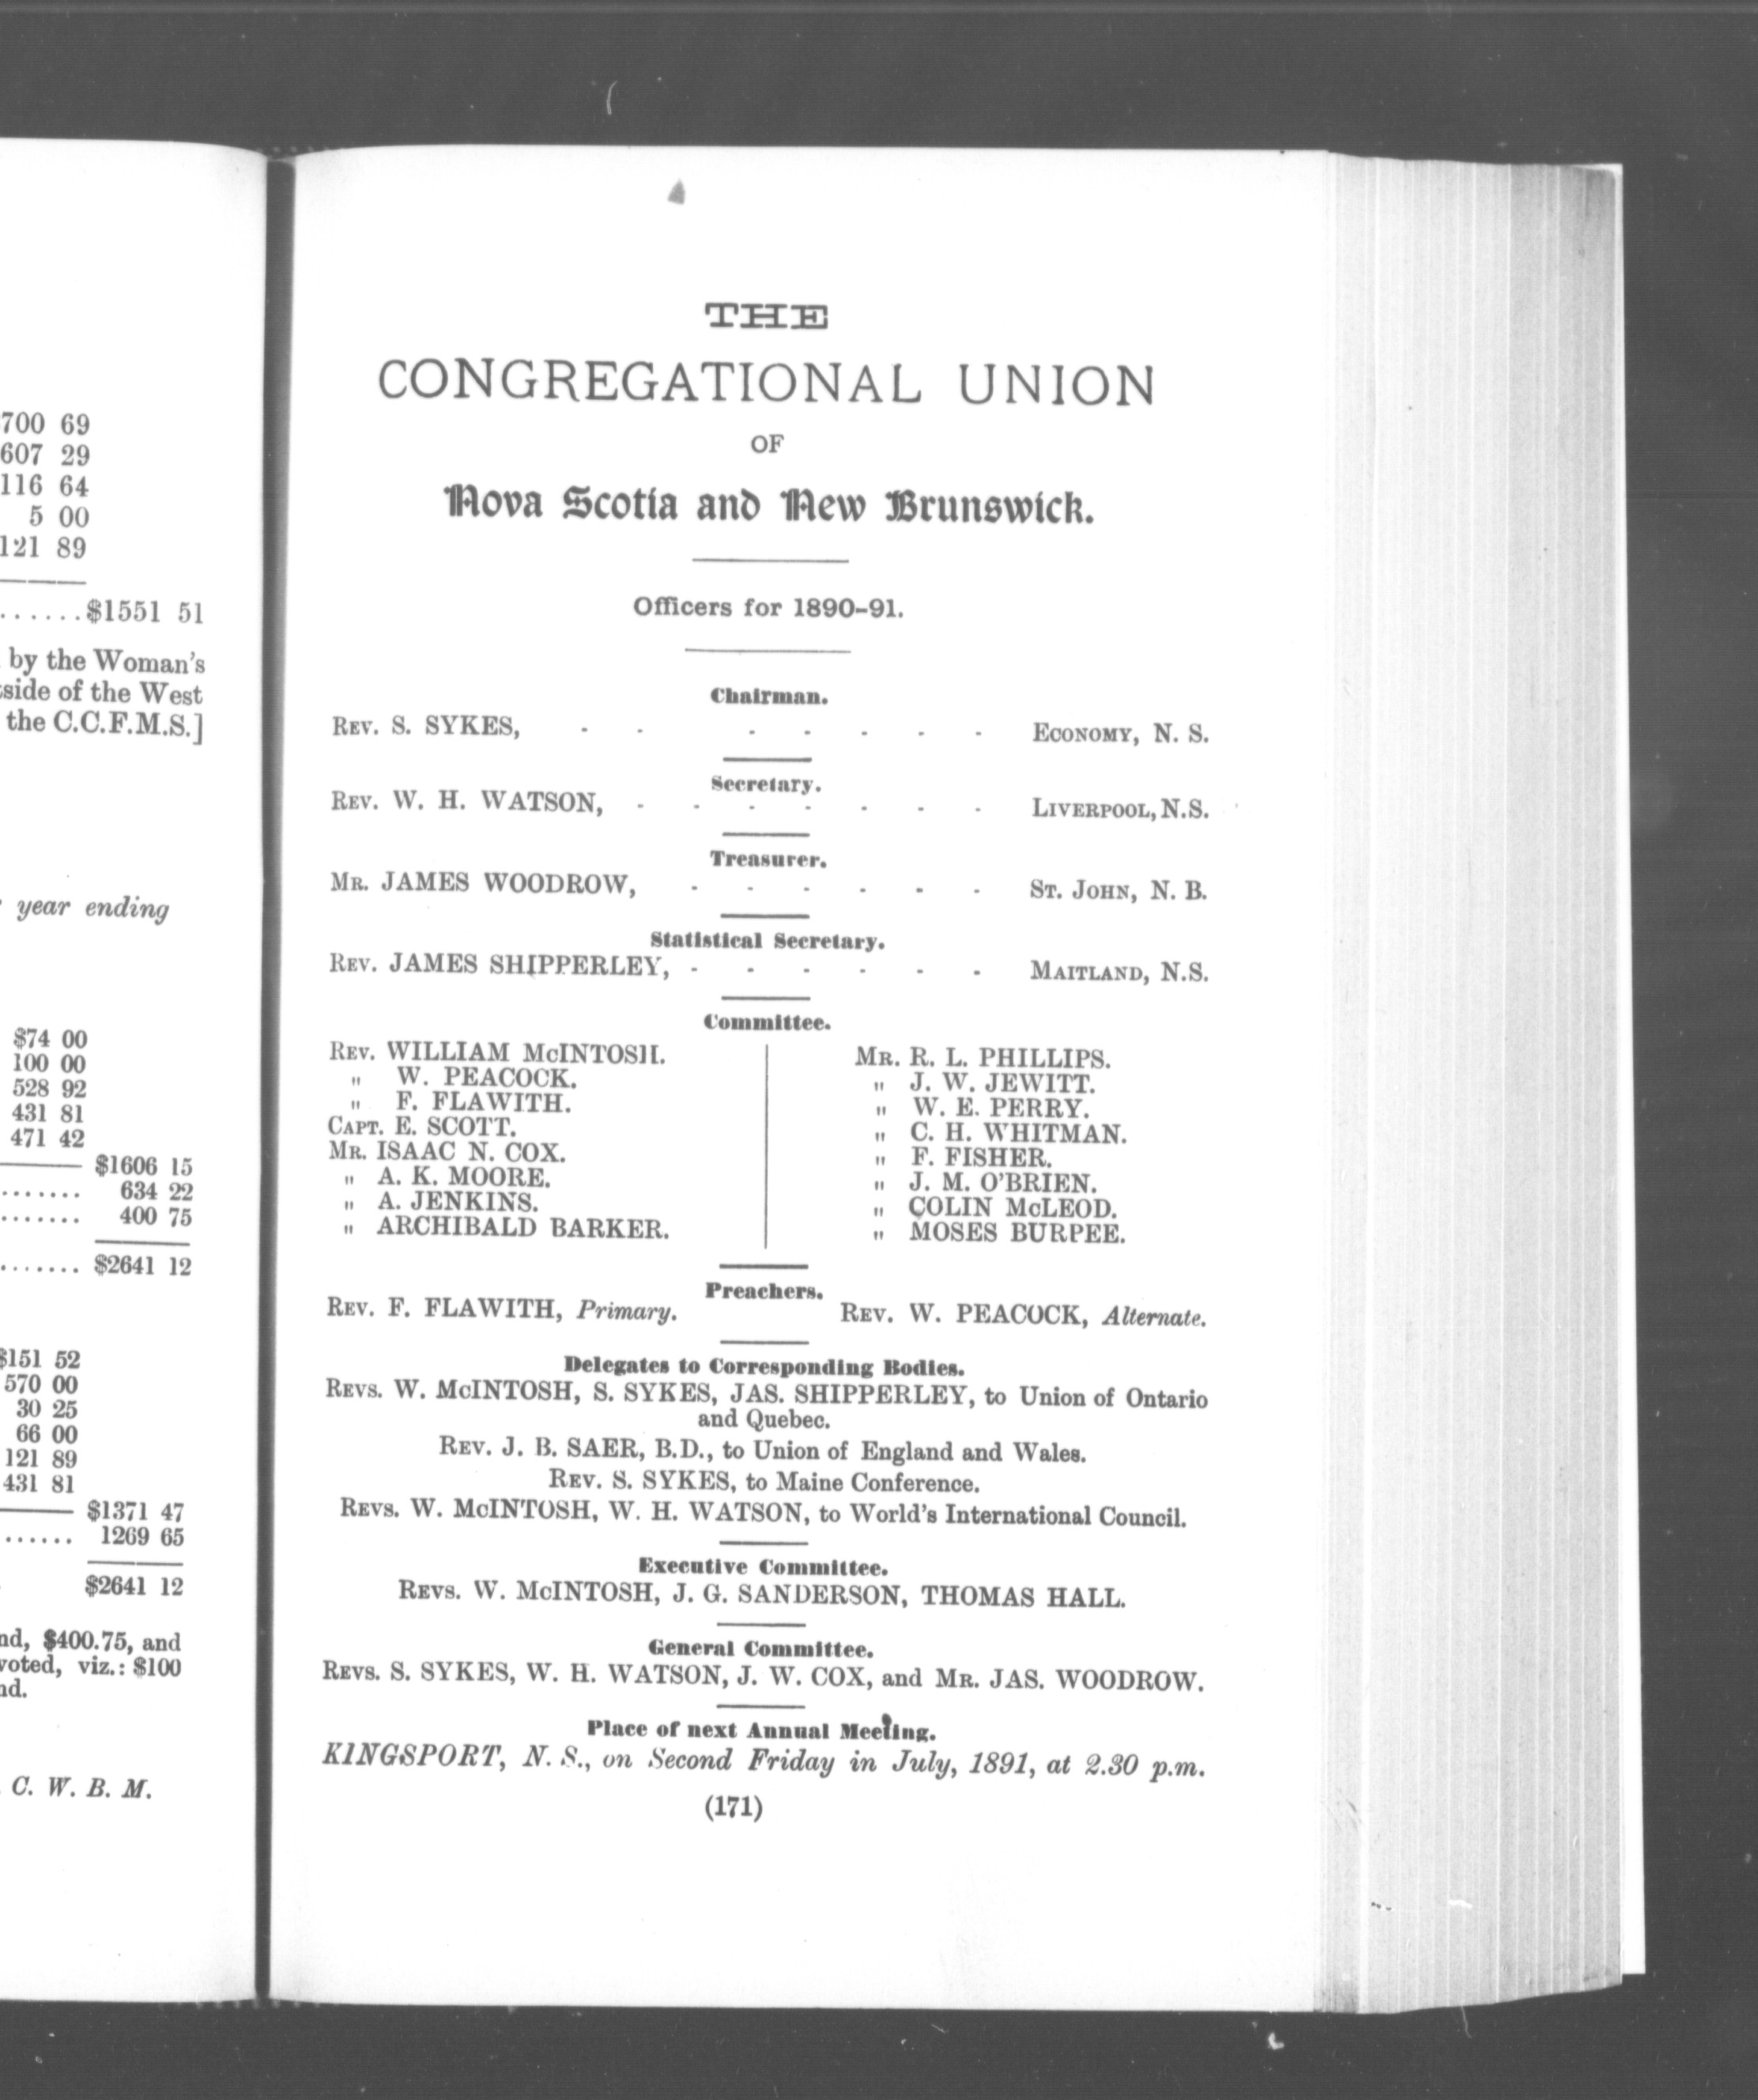 700 69
607 29
116 64
5 00
121 89
......$1551 51
by the Woman's
side of the West
the C.C.F.M.S.]
year ending
$74 00
100 00
528 92
431 81
471 42
$1606 15
....... 634 22
....... 400 75
....... $2641 12
$151 52
570 00
30 25
66 00
121 89
431 81
$1371 47
...... 1269 65
$2641 12
nd, $400.75, and
voted, viz.: $100
nd.
C. W. B. M.
THE
CONGREGATIONAL UNION
OF
Nova Scotia and New Brunswick.
Officers for 1890-91.
Chairman.
REV. S. SYKES, - - - - - - - ECONOMY, N. S.
Secretary.
REV. W. H. WATSON, - - - - - - - LIVERPOOL, N.S.
Treasurer.
MR. JAMES WOODROW, - - - - - - ST. JOHN, N. B.
Statistical Secretary.
REV. JAMES SHIPPERLEY, - - - - - - MAITLAND, N.S.
Committee.
REV. WILLIAM McINTOSH.
" W. PEACOCK.
" F. FLAWITH.
CAPT. E. SCOTT.
MR. ISAAC N. COX.
" A. K. MOORE.
" A. JENKINS.
" ARCHIBALD BARKER.
MR. R. L. PHILLIPS.
" J. W. JEWITT.
" W. E. PERRY.
" C. H. WHITMAN.
" F. FISHER.
" J. M. O'BRIEN.
" COLIN McLEOD.
" MOSES BURPEE.
Preachers.
REV. F. FLAWITH, Primary. REV. W. PEACOCK, Alternate.
Delegates to Corresponding Bodies.
REVS. W. McINTOSH, S. SYKES, JAS. SHIPPERLEY, to Union of Ontario
and Quebec.
REV. J. B. SAER, B.D., to Union of England and Wales.
REV. S. SYKES, to Maine Conference.
REVS. W. McINTOSH, W. H. WATSON, to World's International Council.
Executive Committee.
REVS. W. McINTOSH, J. G. SANDERSON, THOMAS HALL.
General Committee.
REVS. S. SYKES, W. H. WATSON, J. W. COX, and MR. JAS. WOODROW.
Place of next Annual Meeting.
KINGSPORT, N. S., on Second Friday in July, 1891, at 2.30 p.m.
(171)